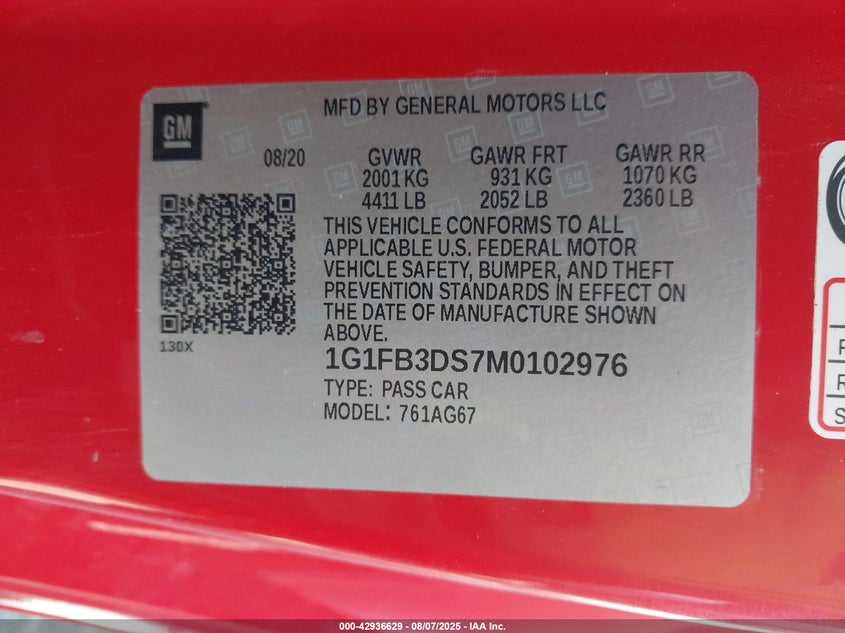 GM
MFD BY GENERAL MOTORS LLC
08/20
GVWR GAWR FRT GAWR RR
2001 KG 931 KG 1070 KG
4411 LB 2052 LB 2360 LB
THIS VEHICLE CONFORMS TO ALL
APPLICABLE U.S. FEDERAL MOTOR
VEHICLE SAFETY, BUMPER, AND THEFT
PREVENTION STANDARDS IN EFFECT ON
THE DATE OF MANUFACTURE SHOWN
ABOVE.
130X
1G1FB3DS7M0102976
TYPE: PASS CAR
MODEL: 761AG67
000-42936629 - 08/07/2025 - IAA Inc.